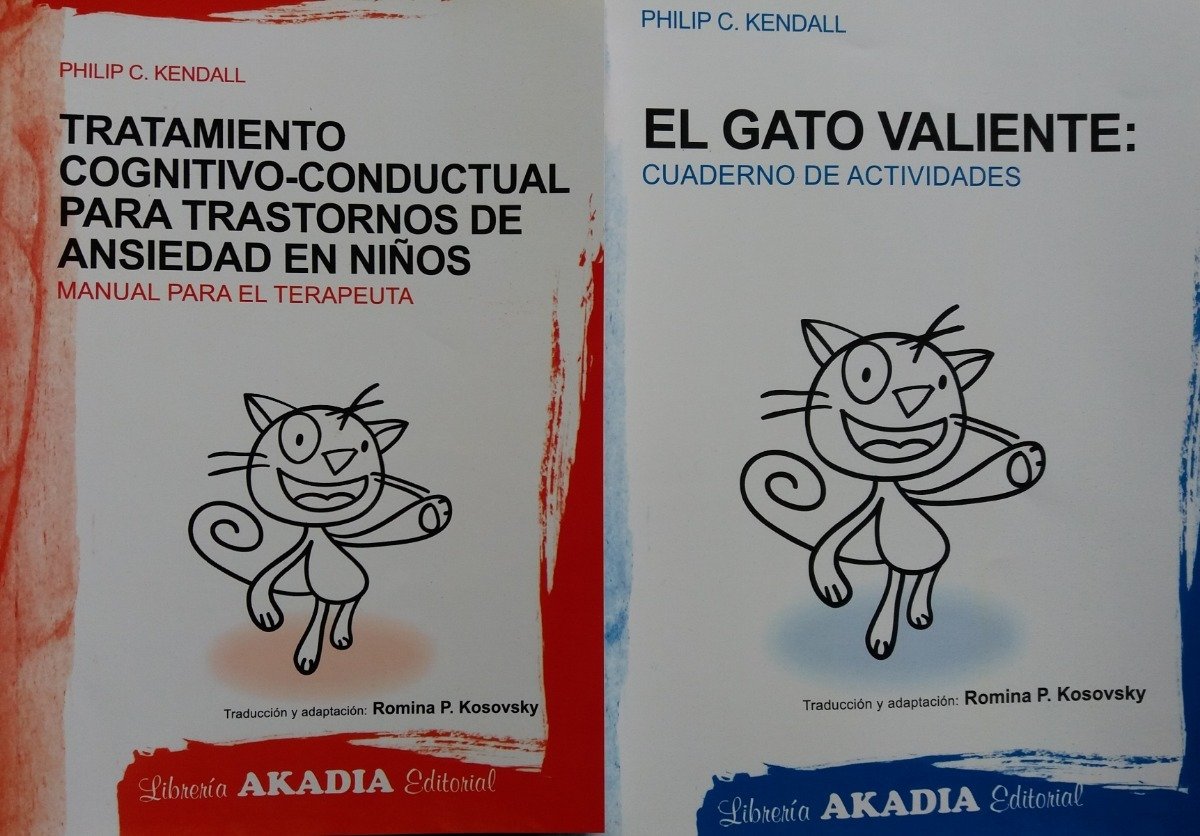 PHILIP C. KENDALL
TRATAMIENTO
COGNITIVO-CONDUCTUAL
PARA TRASTORNOS DE
ANSIEDAD EN NIÑOS
MANUAL PARA EL TERAPEUTA
Traducción y adaptación: Romina P. Kosovsky
Librería AKADIA Editorial
PHILIP C. KENDALL
EL GATO VALIENTE:
CUADERNO DE ACTIVIDADES
Traducción y adaptación: Romina P. Kosovsky
Librería AKADIA Editorial